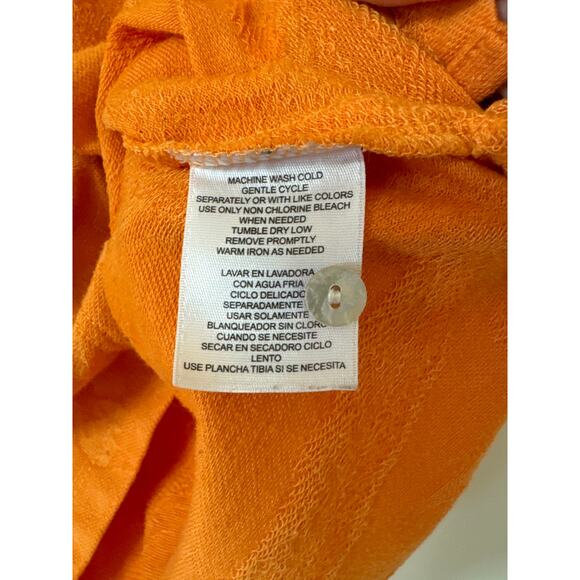 MACHINE WASH COLD
GENTLE CYCLE
SEPARATELY OR WITH LIKE COLORS
USE ONLY NON CHLORINE BLEACH
WHEN NEEDED
TUMBLE DRY LOW
REMOVE PROMPTLY
WARM IRON AS NEEDED
LAVAR EN LAVADORA
CON AGUA FRIA
CICLO DELICADO
SEPARADAMENTE
USAR SOLAMENTE
BLANQUEADOR SIN CLORO
CUANDO SE NECESITE
SECAR EN SECADORO CICLO
LENTO
USE PLANCHA TIBIA SI SE NECESITA